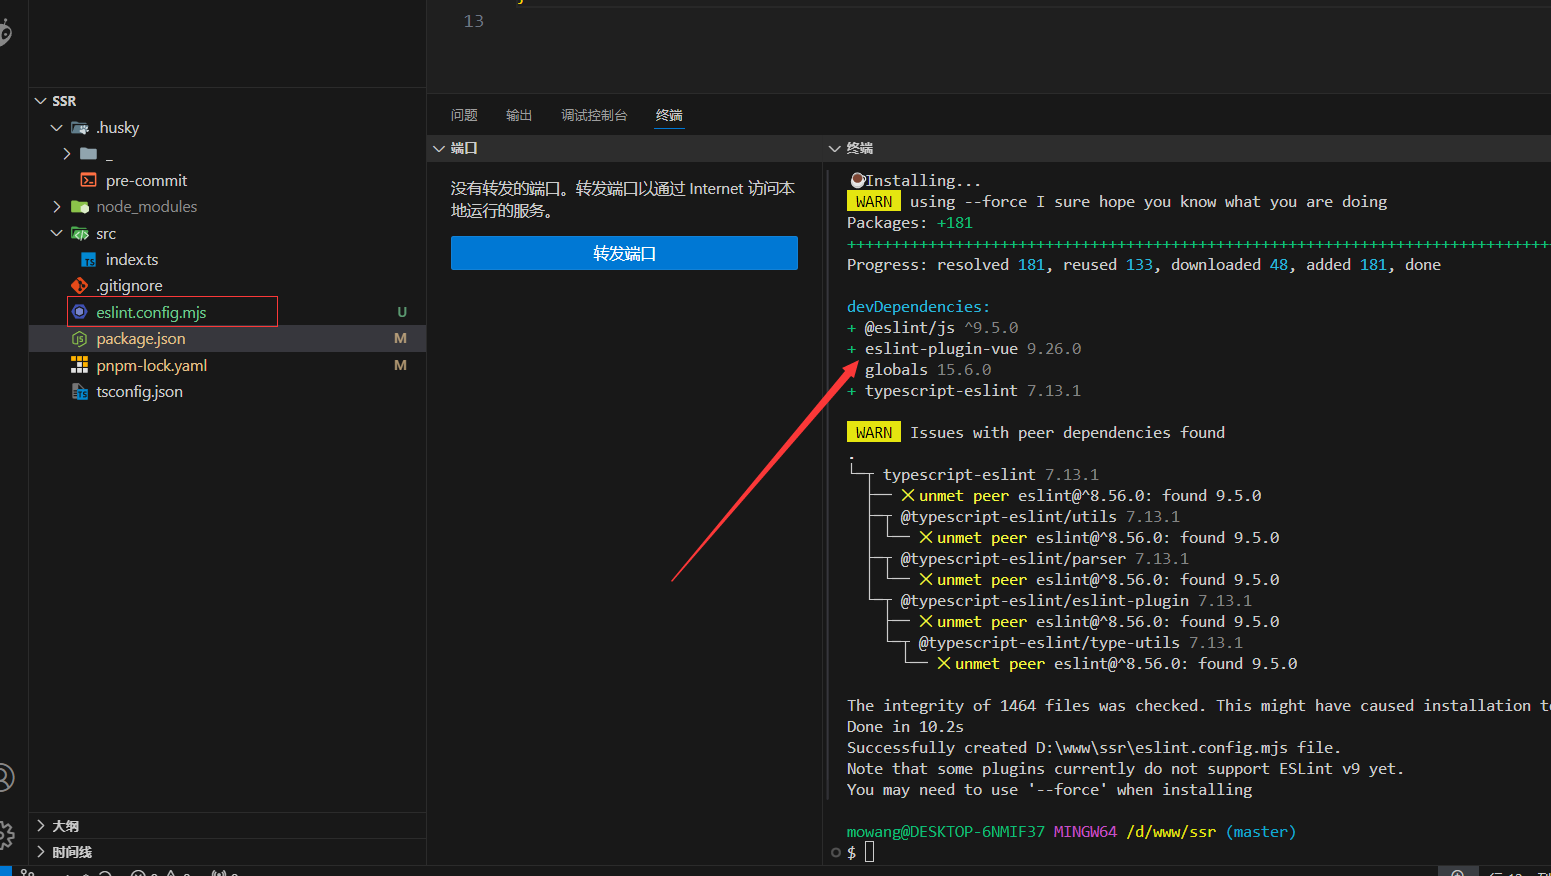 13
SSR
.husky
_
pre-commit
node_modules
src
index.ts
.gitignore
eslint.config.mjs U
package.json M
pnpm-lock.yaml M
tsconfig.json
大纲
时间线
问题 输出 调试控制台 终端
端口
没有转发的端口。转发端口以通过 Internet 访问本
地运行的服务。
转发端口
终端
Installing...
WARN using --force I sure hope you know what you are doing
Packages: +181
++++++++++++++++++++++++++++++++++++++++++++++++++++++++++++++++++++++++++++++
Progress: resolved 181, reused 133, downloaded 48, added 181, done
devDependencies:
+ @eslint/js ^9.5.0
+ eslint-plugin-vue 9.26.0
globals 15.6.0
+ typescript-eslint 7.13.1
WARN Issues with peer dependencies found
.
└─┬ typescript-eslint 7.13.1
├── ✕ unmet peer eslint@^8.56.0: found 9.5.0
├─┬ @typescript-eslint/utils 7.13.1
│ └── ✕ unmet peer eslint@^8.56.0: found 9.5.0
├─┬ @typescript-eslint/parser 7.13.1
│ └── ✕ unmet peer eslint@^8.56.0: found 9.5.0
└─┬ @typescript-eslint/eslint-plugin 7.13.1
├── ✕ unmet peer eslint@^8.56.0: found 9.5.0
└─┬ @typescript-eslint/type-utils 7.13.1
└── ✕ unmet peer eslint@^8.56.0: found 9.5.0
The integrity of 1464 files was checked. This might have caused installation
Done in 10.2s
Successfully created D:\www\ssr\eslint.config.mjs file.
Note that some plugins currently do not support ESLint v9 yet.
You may need to use '--force' when installing
mowang@DESKTOP-6NMIF37 MINGW64 /d/www/ssr (master)
$